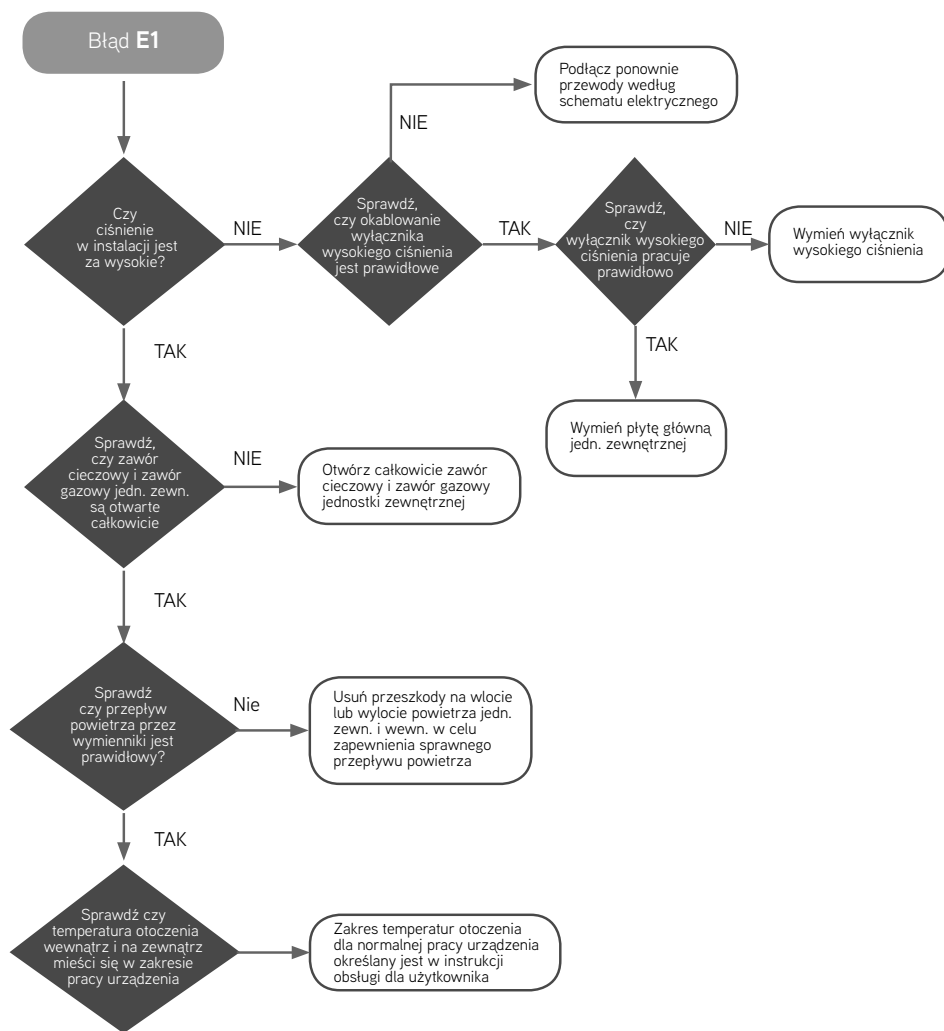 Błąd E1
Podłącz ponownie
przewody według
schematu elektrycznego
NIE
Czy
ciśnienie
w instalacji jest
za wysokie?
NIE
Sprawdź,
czy okablowanie
wyłącznika
wysokiego ciśnienia
jest prawidłowe
TAK
Sprawdź,
czy
wyłącznik wysokiego
ciśnienia pracuje
prawidłowo
NIE
Wymień wyłącznik
wysokiego ciśnienia
TAK
TAK
Wymień płytę główną
jedn. zewnętrznej
Sprawdź,
czy zawór
cieczowy i zawór
gazowy jedn. zewn.
są otwarte
całkowicie
NIE
Otwórz całkowicie zawór
cieczowy i zawór gazowy
jednostki zewnętrznej
TAK
Sprawdź
czy przepływ
powietrza przez
wymienniki jest
prawidłowy?
Nie
Usuń przeszkody na wlocie
lub wylocie powietrza jedn.
zewn. i wewn. w celu
zapewnienia sprawnego
przepływu powietrza
TAK
Sprawdź czy
temperatura otoczenia
wewnątrz i na zewnątrz
mieści się w zakresie
pracy urządzenia
Zakres temperatur otoczenia
dla normalnej pracy urządzenia
określany jest w instrukcji
obsługi dla użytkownika